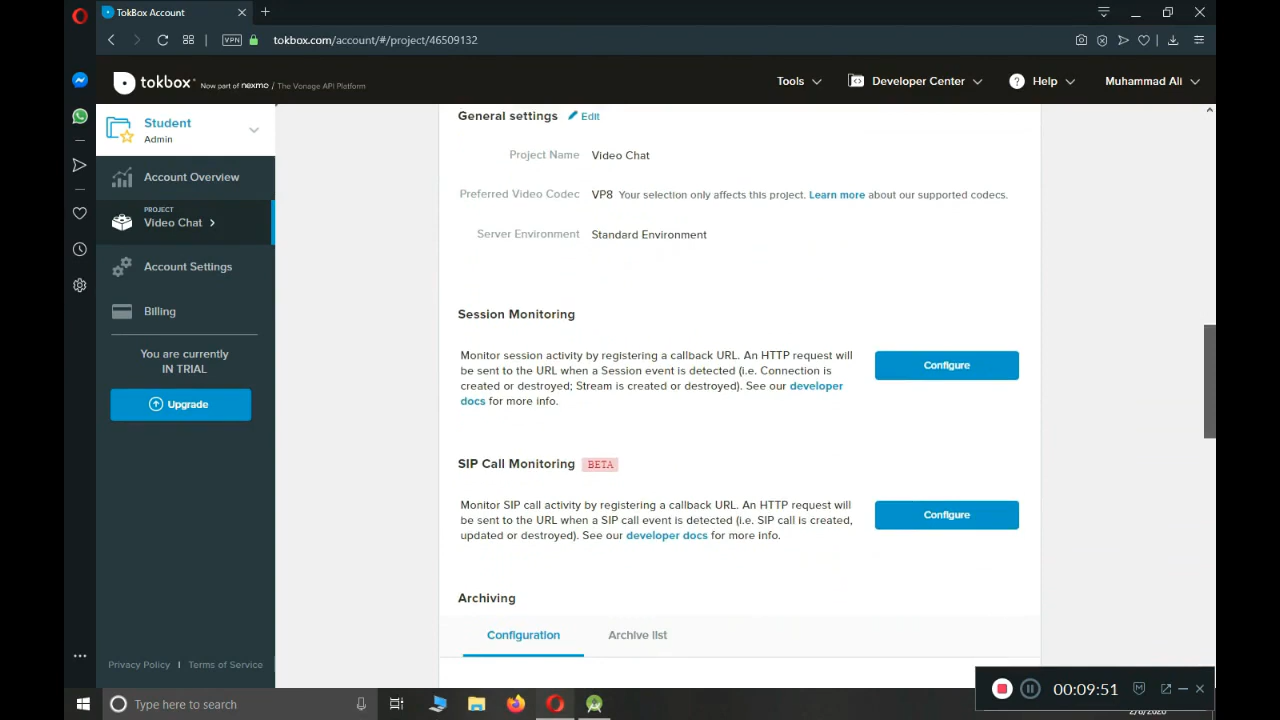 TokBox Account
VPN
tokbox.com/account/#/project/46509132
tokbox
Now part of nexmo / The Vonage API Platform
Tools
Developer Center
? Help
Muhammad Ali
Student
Admin
Account Overview
PROJECT
Video Chat
Account Settings
Billing
You are currently
IN TRIAL
Upgrade
Privacy Policy | Terms of Service
General settings Edit
Project Name Video Chat
Preferred Video Codec VP8 Your selection only affects this project. Learn more about our supported codecs.
Server Environment Standard Environment
Session Monitoring
Monitor session activity by registering a callback URL. An HTTP request will
be sent to the URL when a Session event is detected (i.e. Connection is
created or destroyed; Stream is created or destroyed). See our developer
docs for more info.
Configure
SIP Call Monitoring BETA
Monitor SIP call activity by registering a callback URL. An HTTP request will
be sent to the URL when a SIP call event is detected (i.e. SIP call is created,
updated or destroyed). See our developer docs for more info.
Configure
Archiving
Configuration Archive list
Type here to search
00:09:51